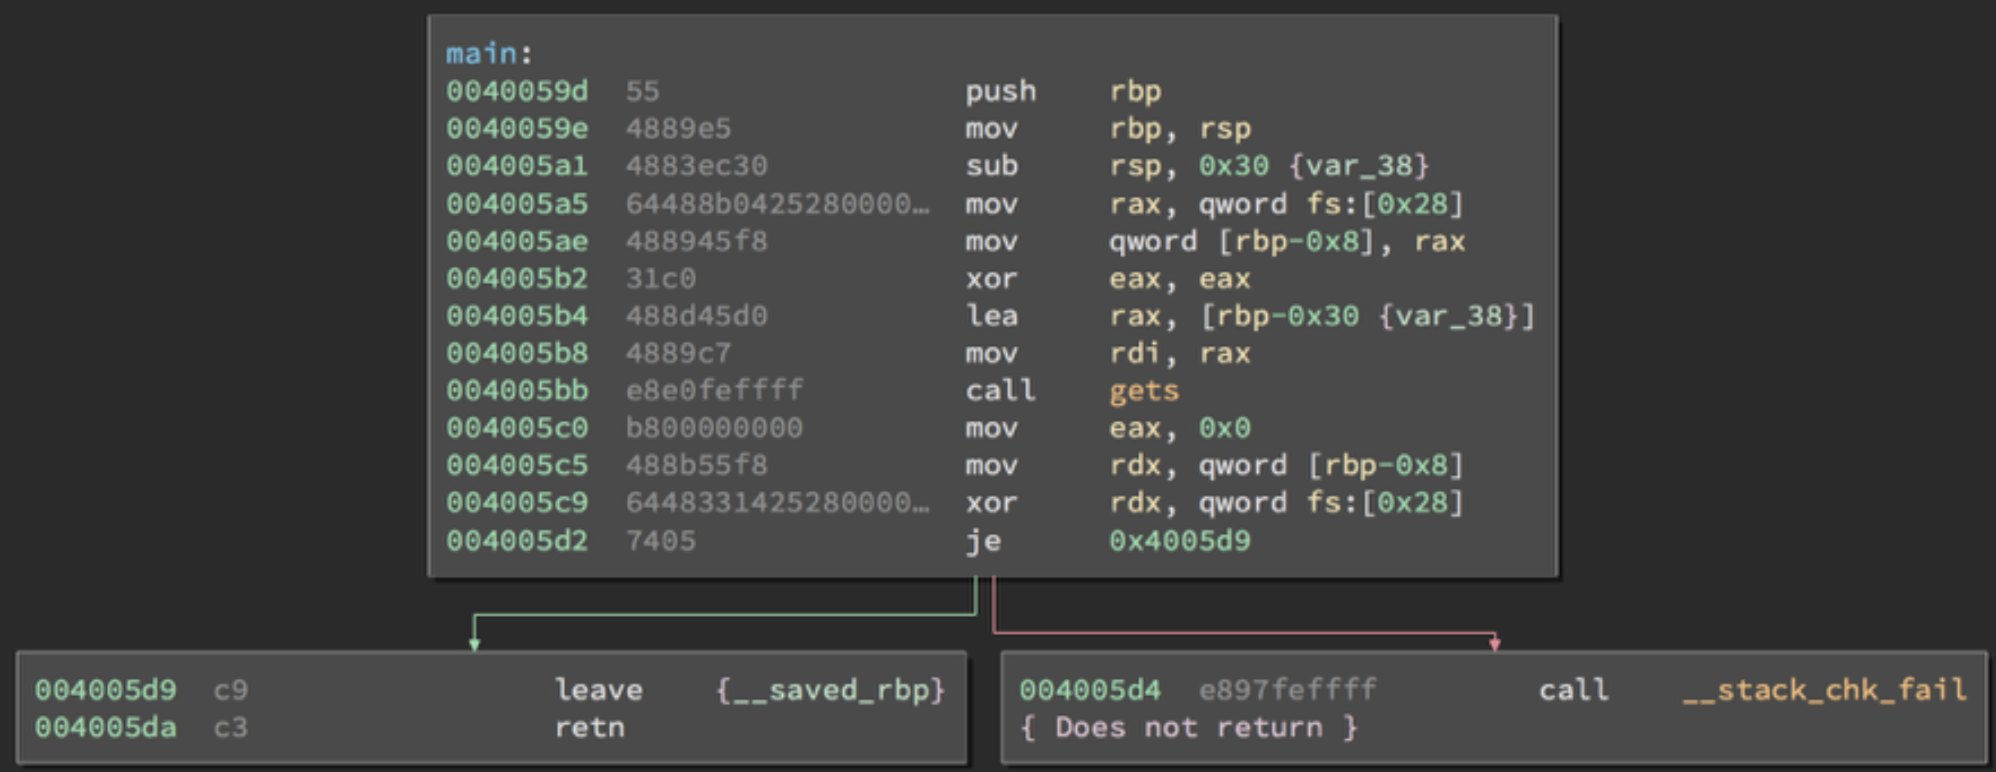 main:
0040059d 55 push rbp
0040059e 4889e5 mov rbp, rsp
004005a1 4883ec30 sub rsp, 0x30 {var_38}
004005a5 64488b0425280000… mov rax, qword fs:[0x28]
004005ae 488945f8 mov qword [rbp-0x8], rax
004005b2 31c0 xor eax, eax
004005b4 488d45d0 lea rax, [rbp-0x30 {var_38}]
004005b8 4889c7 mov rdi, rax
004005bb e8e0feffff call gets
004005c0 b800000000 mov eax, 0x0
004005c5 488b55f8 mov rdx, qword [rbp-0x8]
004005c9 6448331425280000… xor rdx, qword fs:[0x28]
004005d2 7405 je 0x4005d9
004005d9 c9 leave {__saved_rbp}
004005da c3 retn
004005d4 e897feffff call __stack_chk_fail
{ Does not return }